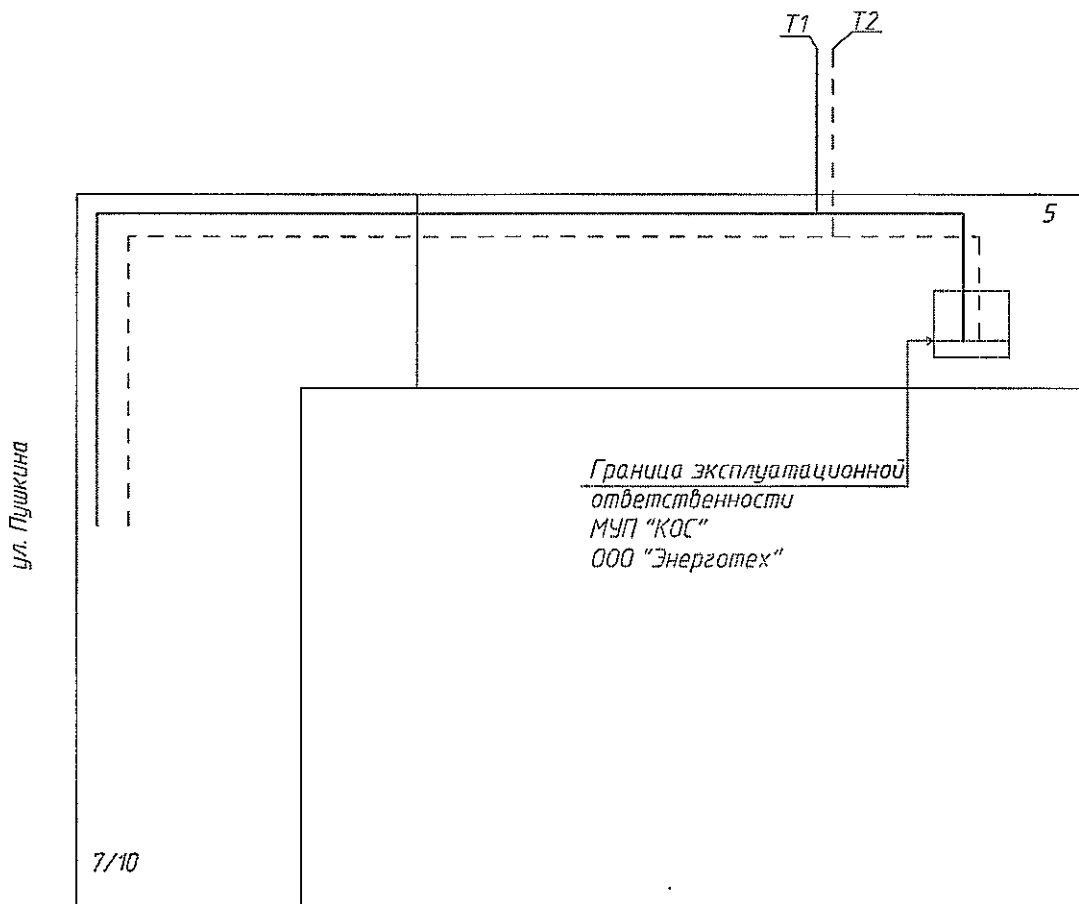 Т1 Т2
5
Граница эксплуатационной
ответственности
МУП "КОС"
ООО "Энерготех"
ул. Пушкина
7/10